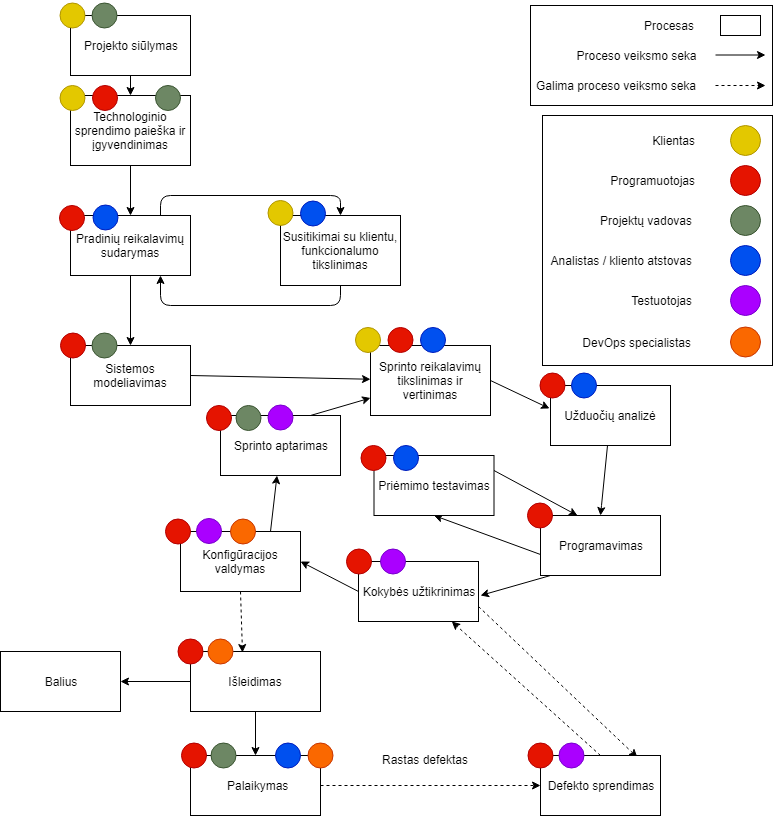 Projekto siūlymas
Procesas
Proceso veiksmo seka
Galima proceso veiksmo seka
Technologinio
sprendimo paieška ir
įgyvendinimas
Klientas
Programuotojas
Projektų vadovas
Analistas / kliento atstovas
Testuotojas
DevOps specialistas
Pradinių reikalavimų
sudarymas
Susitikimai su klientu,
funkcionalumo
tikslinimas
Sistemos
modeliavimas
Sprinto reikalavimų
tikslinimas ir
vertinimas
Užduočių analizė
Sprinto aptarimas
Priėmimo testavimas
Programavimas
Konfigūracijos
valdymas
Kokybės užtikrinimas
Balius
Išleidimas
Palaikymas
Rastas defektas
Defekto sprendimas